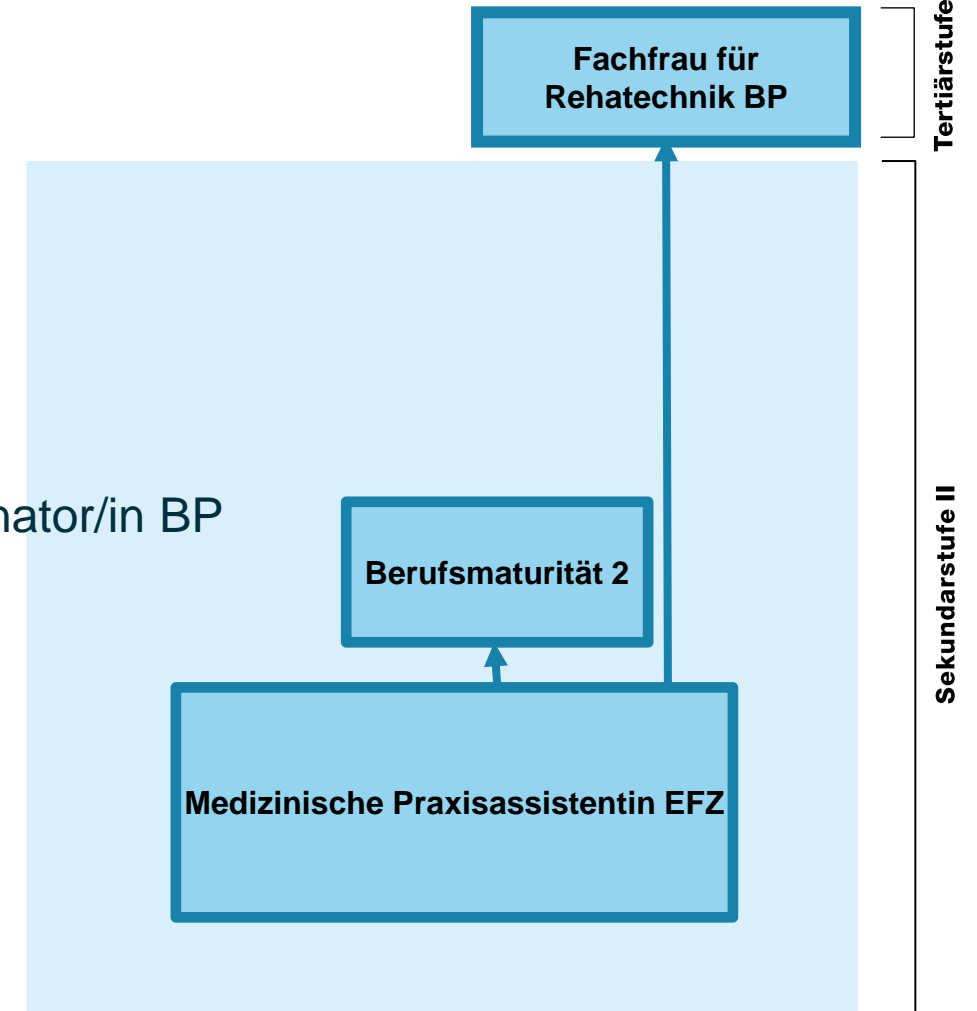 Fachfrau für
Rehatechnik BP
Tertiärstufe
nator/in BP
Berufsmaturität 2
Sekundarstufe II
Medizinische Praxisassistentin EFZ